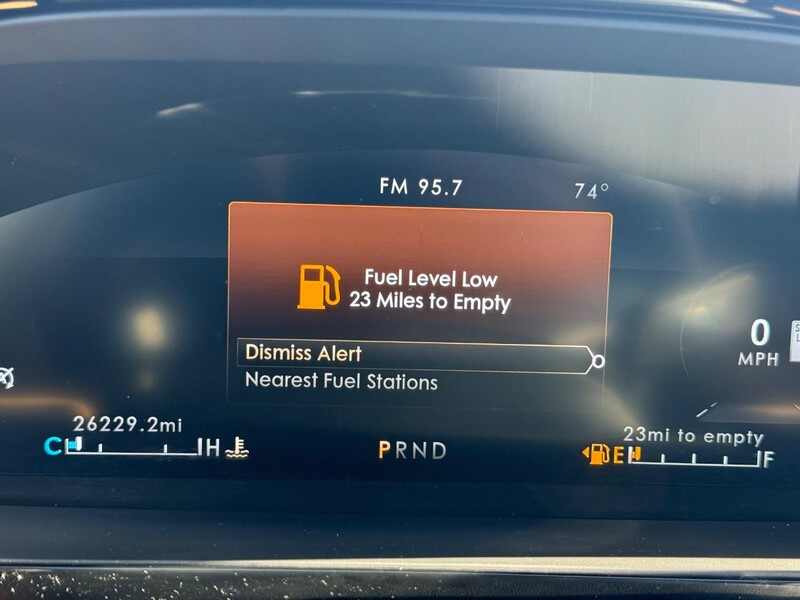 FM 95.7
74°
Fuel Level Low
23 Miles to Empty
Dismiss Alert
Nearest Fuel Stations
0
MPH
26229.2mi
C H
PRND
23mi to empty
E F